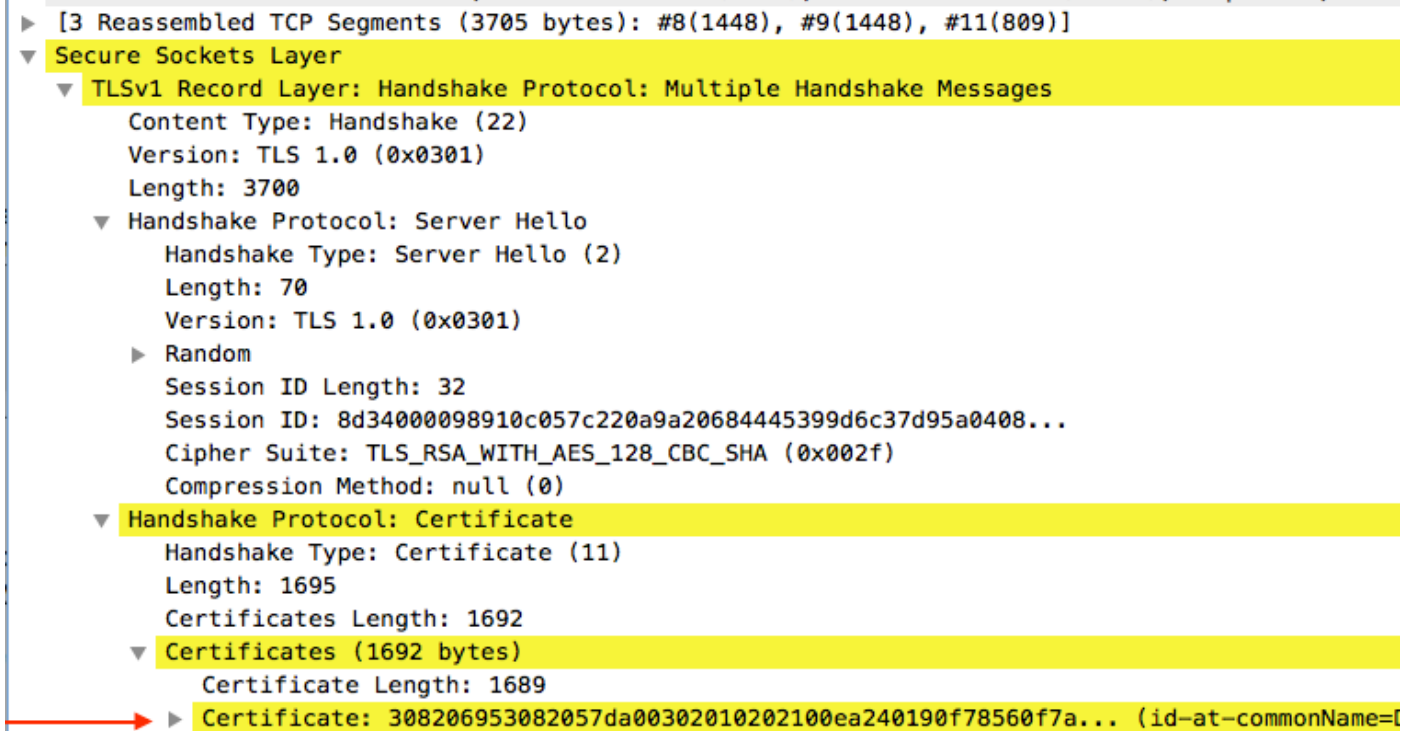 [3 Reassembled TCP Segments (3705 bytes): #8(1448), #9(1448), #11(809)]
Secure Sockets Layer
TLSv1 Record Layer: Handshake Protocol: Multiple Handshake Messages
Content Type: Handshake (22)
Version: TLS 1.0 (0x0301)
Length: 3700
Handshake Protocol: Server Hello
Handshake Type: Server Hello (2)
Length: 70
Version: TLS 1.0 (0x0301)
Random
Session ID Length: 32
Session ID: 8d34000098910c057c220a9a20684445399d6c37d95a0408...
Cipher Suite: TLS_RSA_WITH_AES_128_CBC_SHA (0x002f)
Compression Method: null (0)
Handshake Protocol: Certificate
Handshake Type: Certificate (11)
Length: 1695
Certificates Length: 1692
Certificates (1692 bytes)
Certificate Length: 1689
Certificate: 308206953082057da00302010202100ea240190f78560f7a... (id-at-commonName=